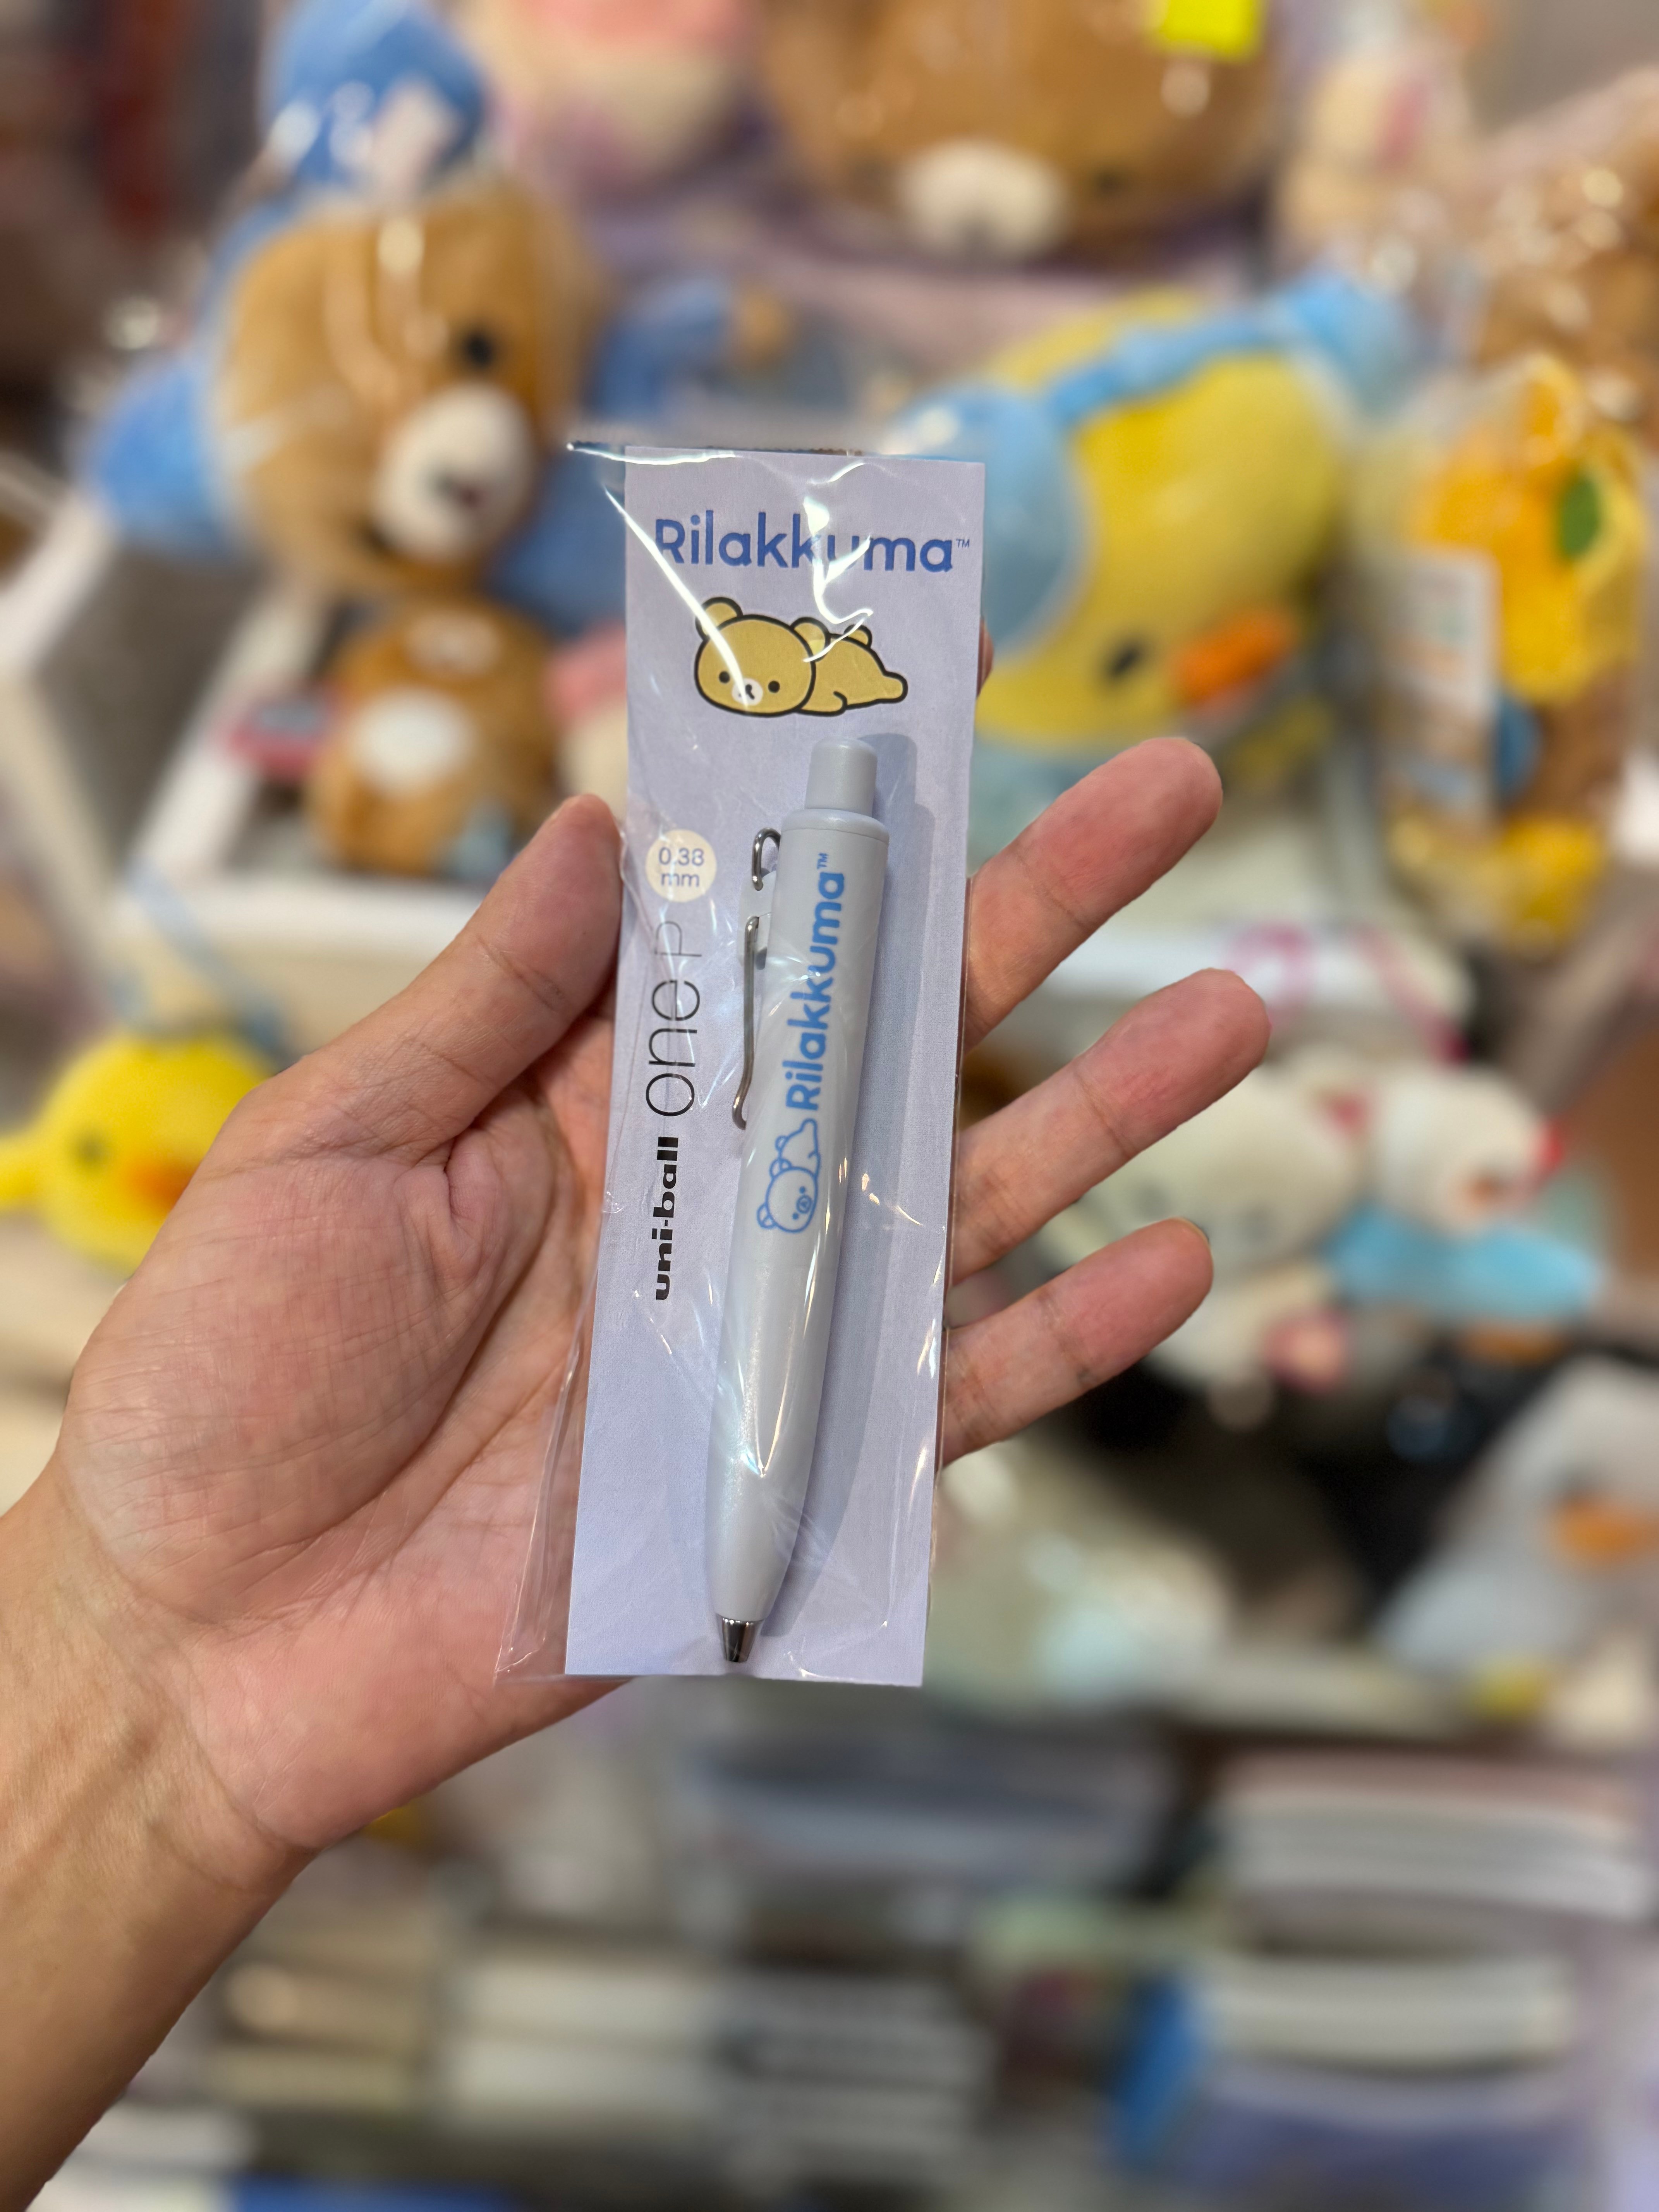 Rilakkuma™
0.38
mm
uni-ball one P
Rilakkuma™